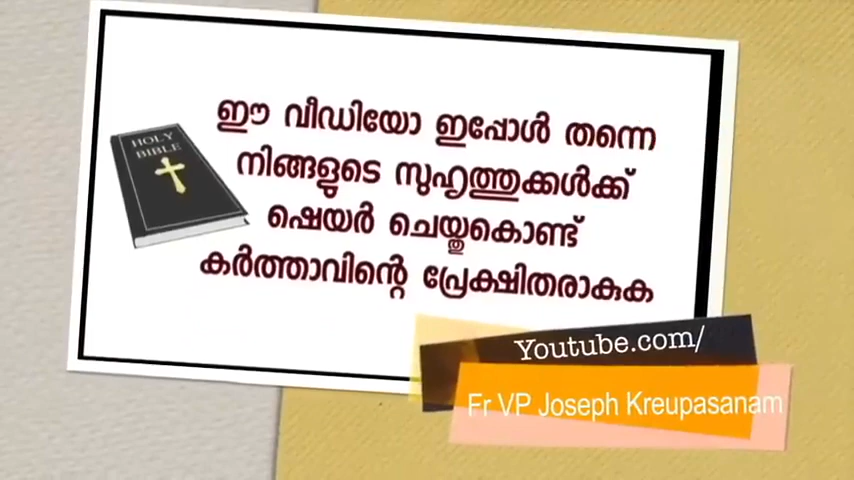 HOLY
BIBLE
ഈ വീഡിയോ ഇപ്പോൾ തന്നെ
നിങ്ങളുടെ സുഹൃത്തുക്കൾക്ക്
ഷെയർ ചെയ്തുകൊണ്ട്
കർത്താവിന്റെ പ്രേക്ഷിതരാകുക
Youtube.com/
Fr VP Joseph Kreupasanam